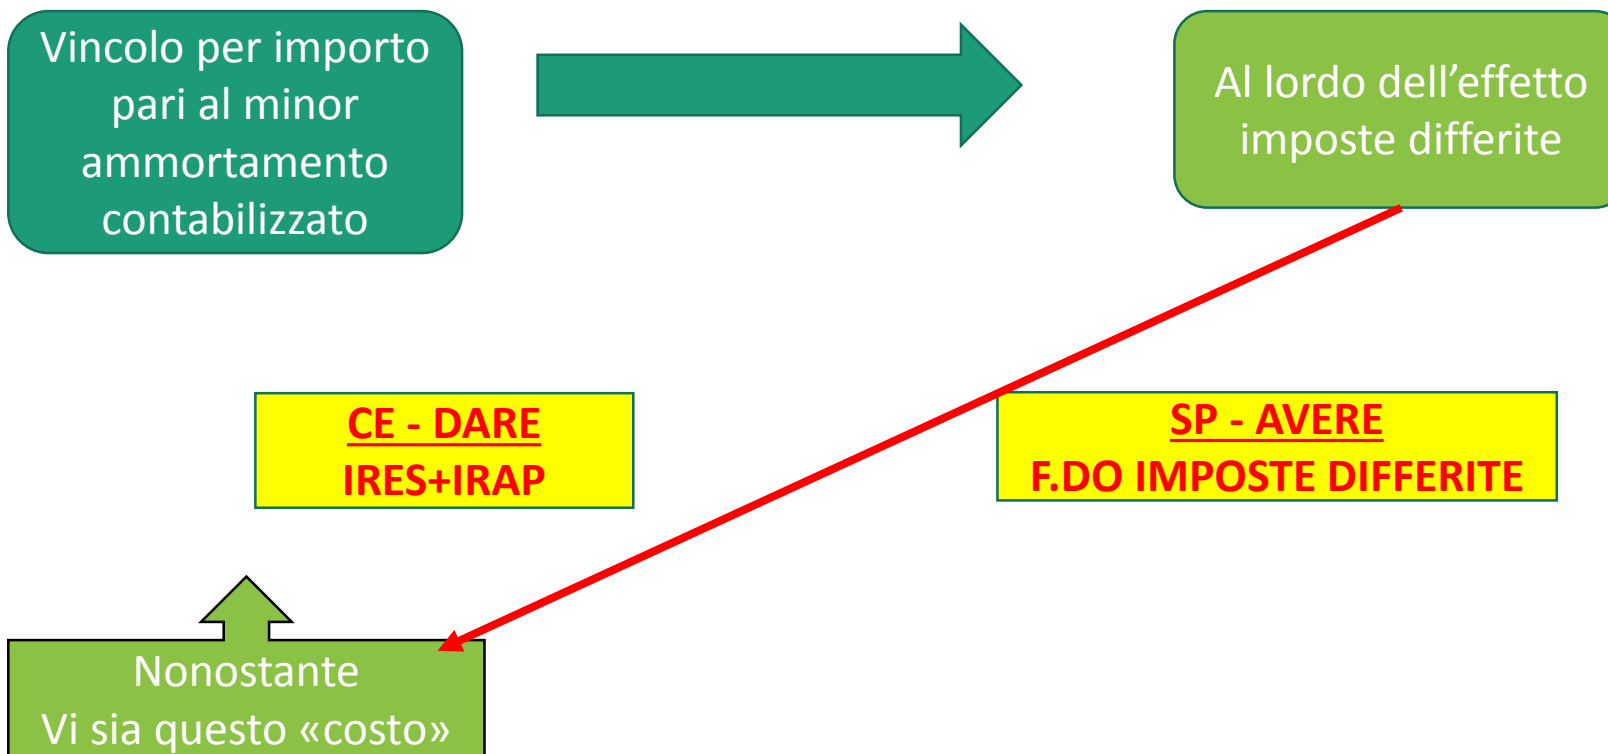 Vincolo per importo
pari al minor
ammortamento
contabilizzato
Al lordo dell’effetto
imposte differite
CE - DARE
IRES+IRAP
SP - AVERE
F.DO IMPOSTE DIFFERITE
Nonostante
Vi sia questo «costo»